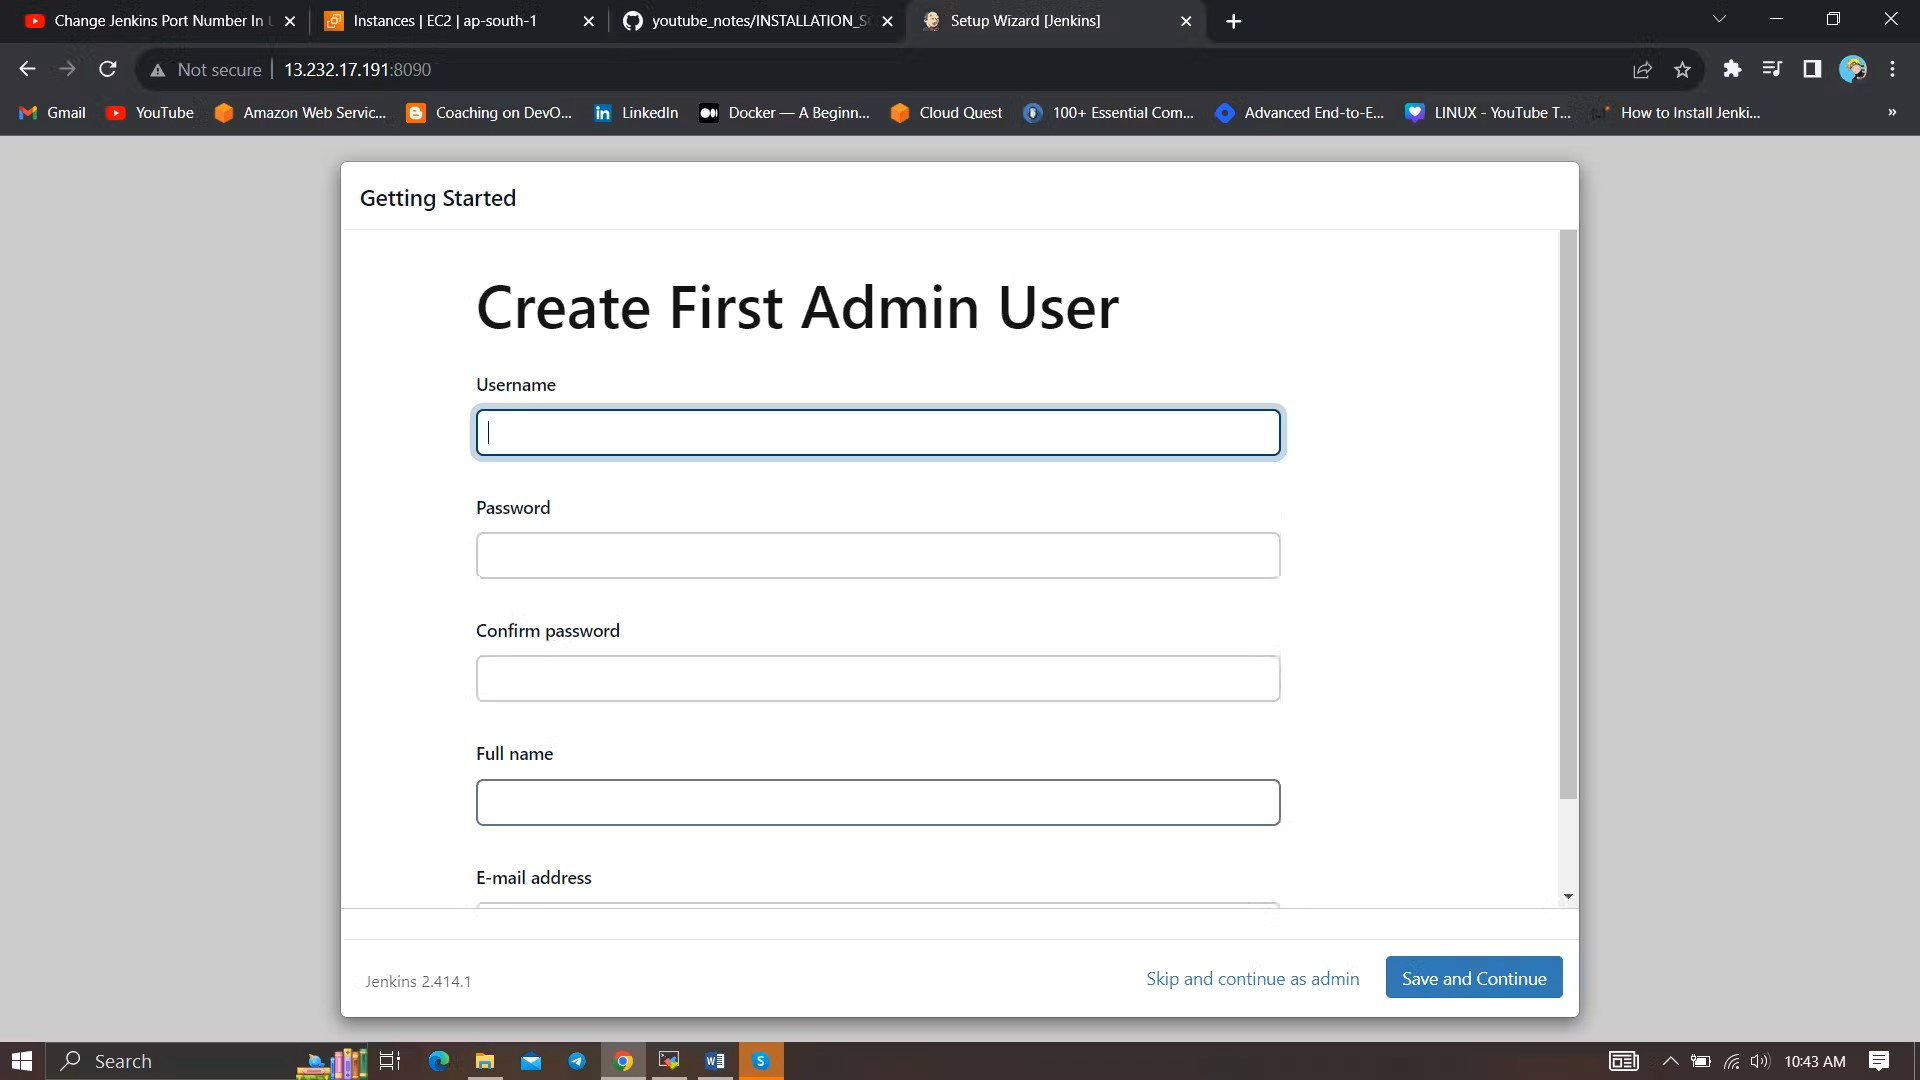 Change Jenkins Port Number In
Instances | EC2 | ap-south-1
youtube_notes/INSTALLATION_S
Setup Wizard [Jenkins]
Not secure
13.232.17.191:8090
Gmail
YouTube
Amazon Web Servic...
Coaching on DevO...
LinkedIn
Docker — A Beginn...
Cloud Quest
100+ Essential Com...
Advanced End-to-E...
LINUX - YouTube T...
How to Install Jenki...
»
Getting Started
Create First Admin User
Username
Password
Confirm password
Full name
E-mail address
Jenkins 2.414.1
Skip and continue as admin
Save and Continue
Search
10:43 AM